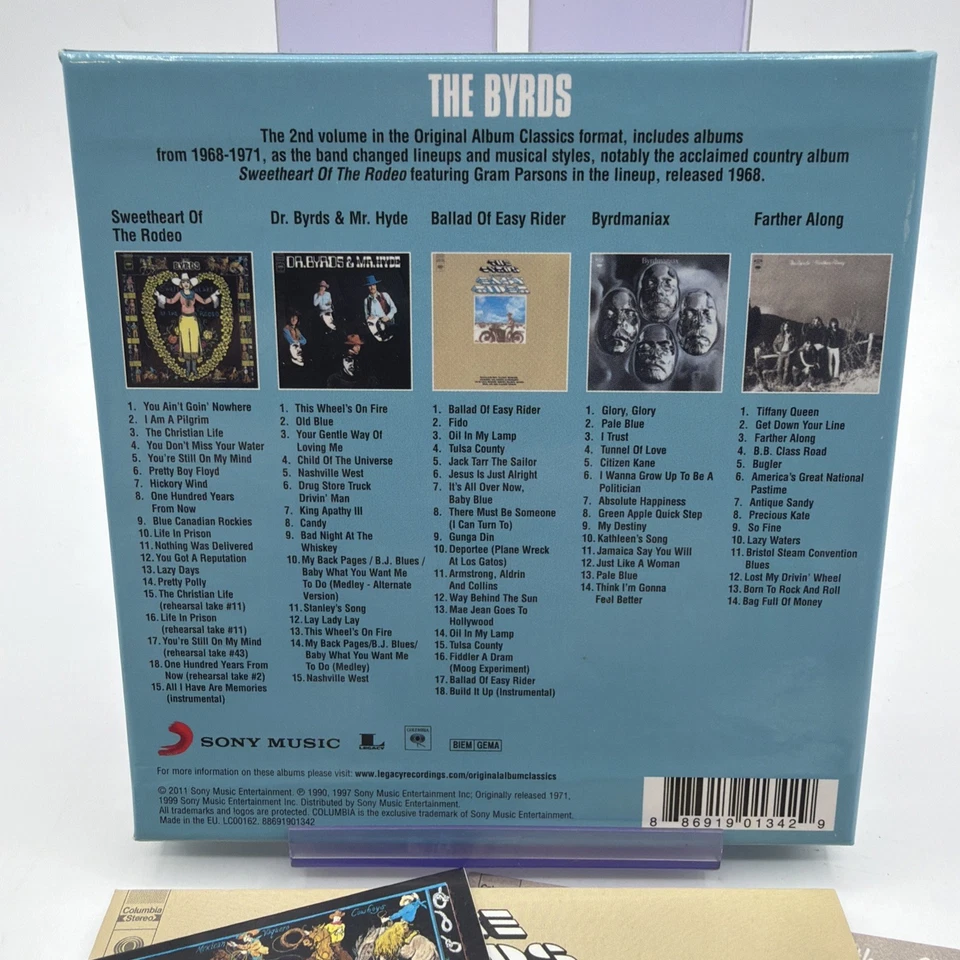 THE BYRDS
The 2nd volume in the Original Album Classics format, includes albums
from 1968-1971, as the band changed lineups and musical styles, notably the acclaimed country album
Sweetheart Of The Rodeo featuring Gram Parsons in the lineup, released 1968.
Sweetheart Of
The Rodeo
BYRDS
1. You Ain't Goin' Nowhere
2. I Am A Pilgrim
3. The Christian Life
4. You Don't Miss Your Water
5. You're Still On My Mind
6. Pretty Boy Floyd
7. Hickory Wind
8. One Hundred Years
From Now
9. Blue Canadian Rockies
10. Life In Prison
11. Nothing Was Delivered
12. You Got A Reputation
13. Lazy Days
14. Pretty Polly
15. The Christian Life
(rehearsal take #11)
16. Life In Prison
(rehearsal take #11)
17. You're Still On My Mind
(rehearsal take #43)
18. One Hundred Years From
Now (rehearsal take #2)
15. All I Have Are Memories
(instrumental)
Dr. Byrds & Mr. Hyde
DR. BYRDS & MR. HYDE
1. This Wheel's On Fire
2. Old Blue
3. Your Gentle Way Of
Loving Me
4. Child Of The Universe
5. Nashville West
6. Drug Store Truck
Drivin' Man
7. King Apathy III
8. Candy
9. Bad Night At The
Whiskey
10. My Back Pages / B.J. Blues /
Baby What You Want Me
To Do (Medley - Alternate
Version)
11. Stanley's Song
12. Lay Lady Lay
13. This Wheel's On Fire
14. My Back Pages/B.J. Blues/
Baby What You Want Me
To Do (Medley)
15. Nashville West
Ballad Of Easy Rider
1. Ballad Of Easy Rider
2. Fido
3. Oil In My Lamp
4. Tulsa County
5. Jack Tarr The Sailor
6. Jesus Is Just Alright
7. It's All Over Now,
Baby Blue
8. There Must Be Someone
(I Can Turn To)
9. Gunga Din
10. Deportee (Plane Wreck
At Los Gatos)
11. Armstrong, Aldrin
And Collins
12. Way Behind The Sun
13. Mae Jean Goes To
Hollywood
14. Oil In My Lamp
15. Tulsa County
16. Fiddler A Dram
(Moog Experiment)
17. Ballad Of Easy Rider
18. Build It Up (Instrumental)
Byrdmaniax
Byrdmaniax
1. Glory, Glory
2. Pale Blue
3. I Trust
4. Tunnel Of Love
5. Citizen Kane
6. I Wanna Grow Up To Be A
Politician
7. Absolute Happiness
8. Green Apple Quick Step
9. My Destiny
10. Kathleen's Song
11. Jamaica Say You Will
12. Just Like A Woman
13. Pale Blue
14. Think I'm Gonna
Feel Better
Farther Along
1. Tiffany Queen
2. Get Down Your Line
3. Farther Along
4. B.B. Class Road
5. Bugler
6. America's Great National
Pastime
7. Antique Sandy
8. Precious Kate
9. So Fine
10. Lazy Waters
11. Bristol Steam Convention
Blues
12. Lost My Drivin' Wheel
13. Born To Rock And Roll
14. Bag Full Of Money
SONY MUSIC
LEGACY
COLUMBIA
BIEM GEMA
For more information on these albums please visit: www.legacyrecordings.com/originalalbumclassics
© 2011 Sony Music Entertainment. ℗ 1990, 1997 Sony Music Entertainment Inc; Originally released 1971,
1999 Sony Music Entertainment Inc. Distributed by Sony Music Entertainment.
All trademarks and logos are protected. COLUMBIA is the exclusive trademark of Sony Music Entertainment.
Made in the EU. LC00162. 88691901342
8 86919 01342 9
Columbia
Stereo
Mexican Vaquero Cowboys